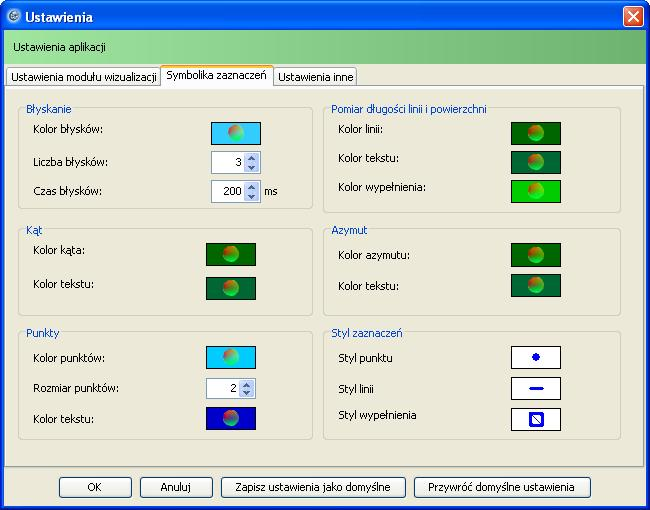 Ustawienia
Ustawienia aplikacji
Ustawienia modułu wizualizacji
Symbolika zaznaczeń
Ustawienia inne
Błyskanie
Kolor błysków:
Liczba błysków:
3
Czas błysków:
200 ms
Pomiar długości linii i powierzchni
Kolor linii:
Kolor tekstu:
Kolor wypełnienia:
Kąt
Kolor kąta:
Kolor tekstu:
Azymut
Kolor azymutu:
Kolor tekstu:
Punkty
Kolor punktów:
Rozmiar punktów:
2
Kolor tekstu:
Styl zaznaczeń
Styl punktu
Styl linii
Styl wypełnienia
OK
Anuluj
Zapisz ustawienia jako domyślne
Przywróć domyślne ustawienia